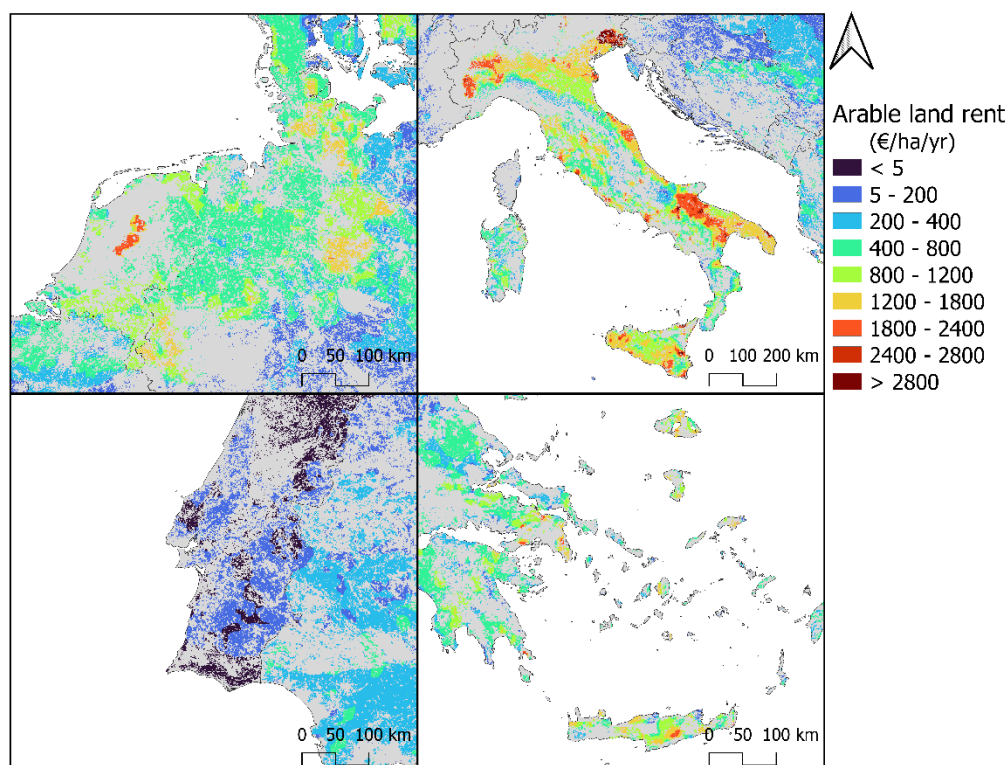 Arable land rent
(€/ha/yr)
< 5
5 - 200
200 - 400
400 - 800
800 - 1200
1200 - 1800
1800 - 2400
2400 - 2800
> 2800
0 50 100 km
0 100 200 km
0 50 100 km
0 50 100 km